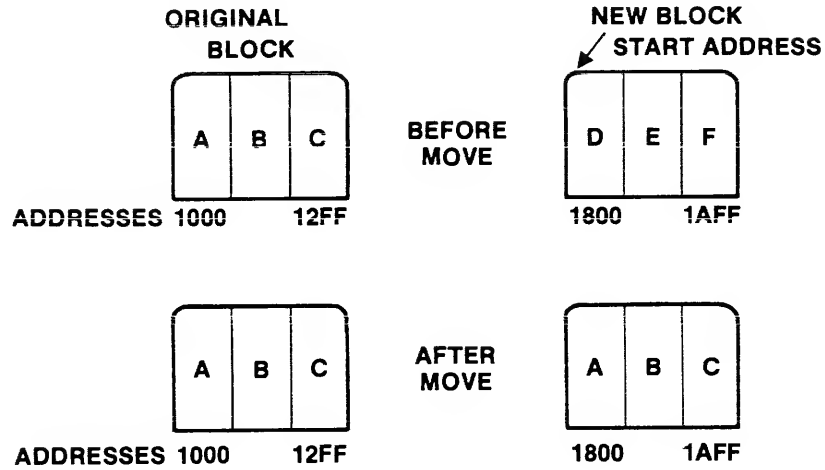 ORIGINAL
BLOCK
NEW BLOCK
START ADDRESS
A B C
BEFORE
MOVE
D E F
ADDRESSES 1000 12FF
1800 1AFF
A B C
AFTER
MOVE
A B C
ADDRESSES 1000 12FF
1800 1AFF